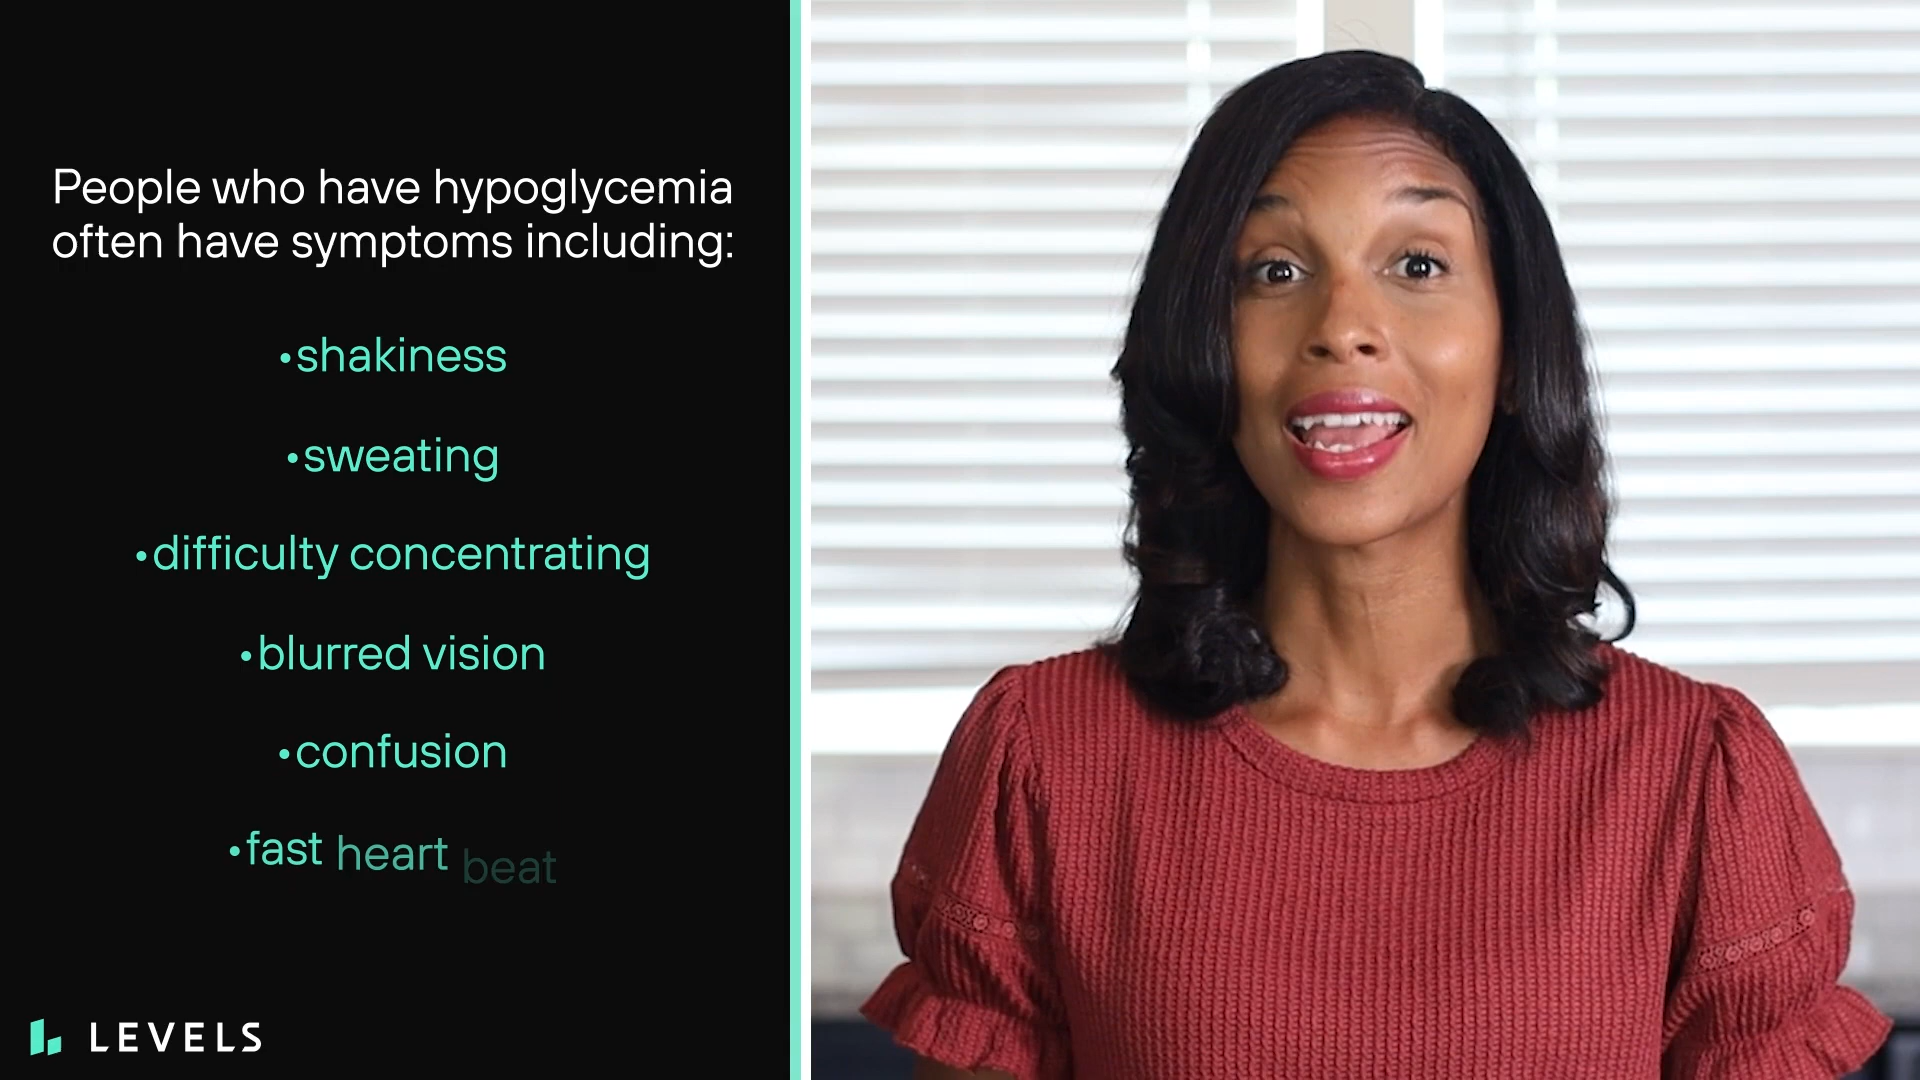 People who have hypoglycemia
often have symptoms including:
•shakiness
•sweating
•difficulty concentrating
•blurred vision
•confusion
•fast heart beat
LEVELS